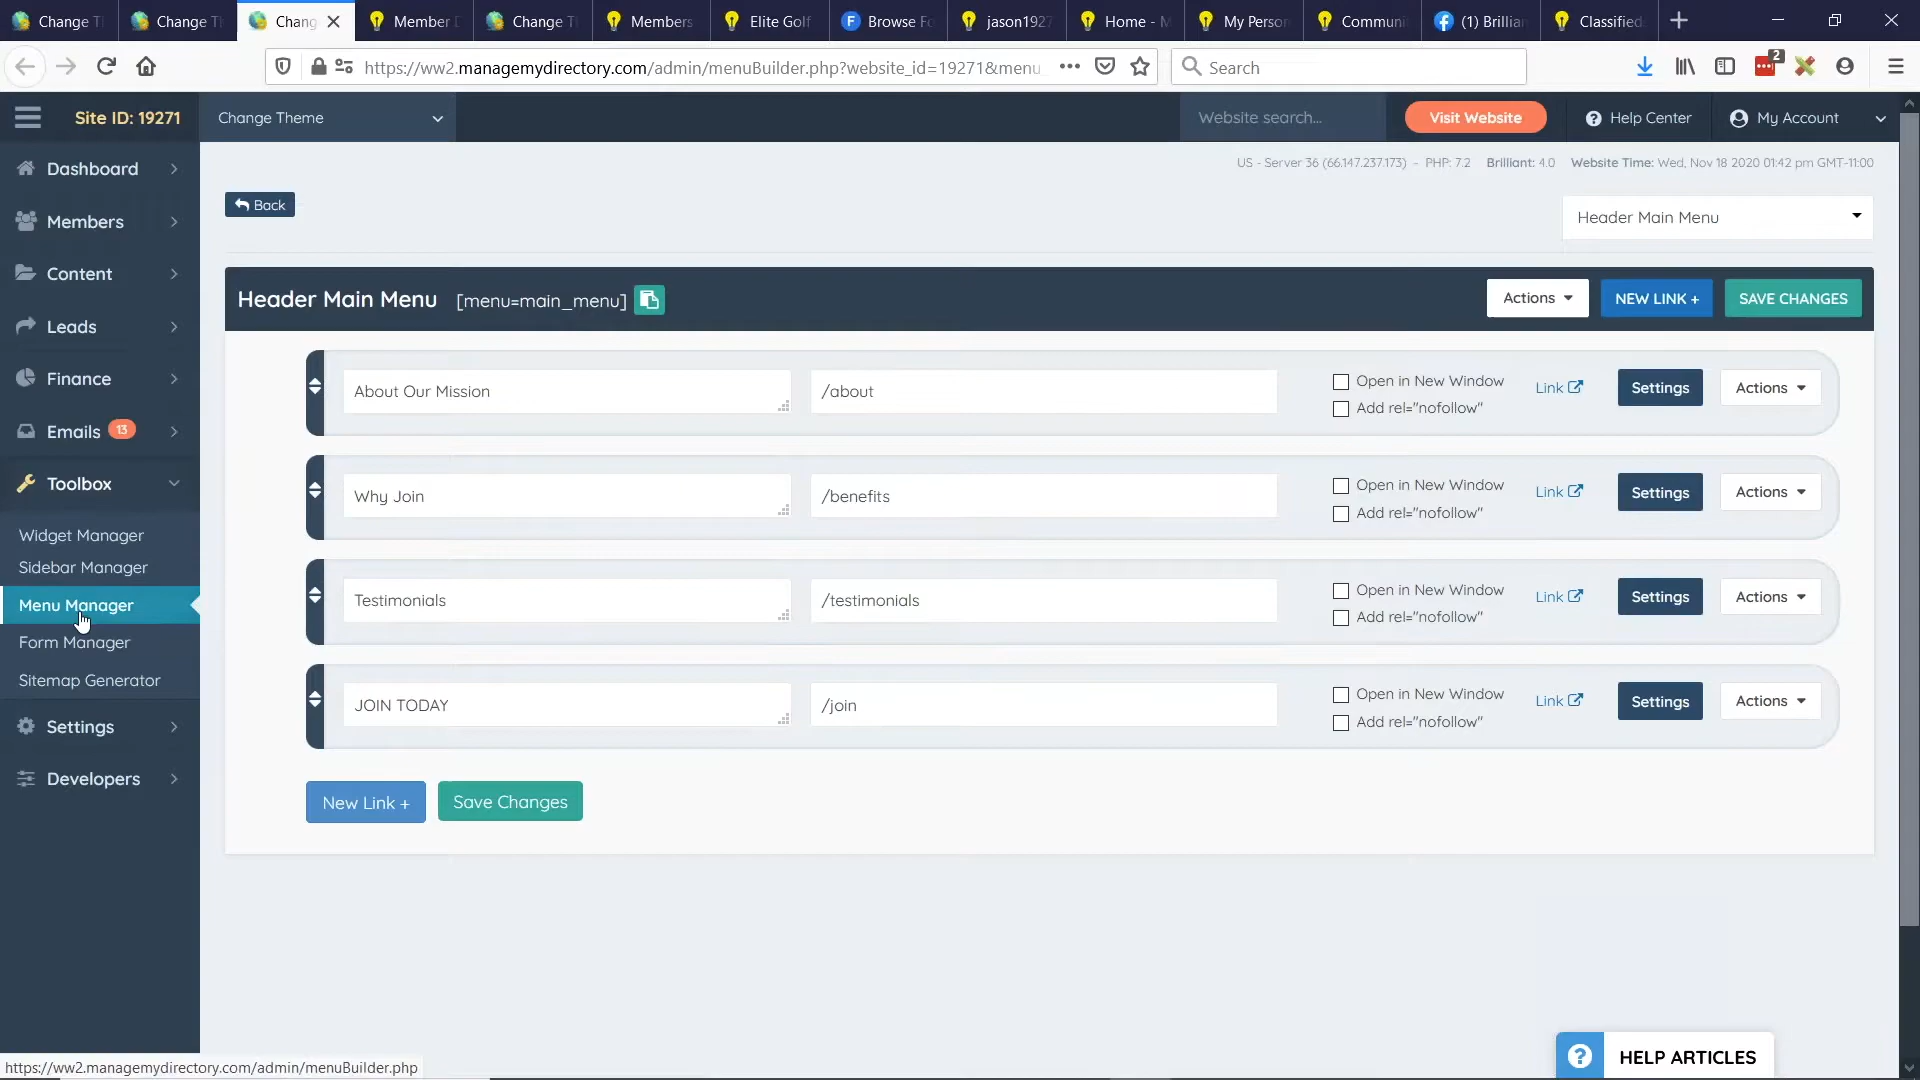 Change T
Change T
Chang
Member D
Change T
Members
Elite Golf
Browse Fo
jason1927
Home - M
My Person
Communi
(1) Brillian
Classified
https://ww2.managemydirectory.com/admin/menuBuilder.php?website_id=19271&menu_
Search
2
Site ID: 19271
Change Theme
Website search...
Visit Website
Help Center
My Account
US - Server 36 (66.147.237.173) - PHP: 7.2 Brilliant: 4.0 Website Time: Wed, Nov 18 2020 01:42 pm GMT-11:00
Dashboard
Members
Content
Leads
Finance
Emails 13
Toolbox
Widget Manager
Sidebar Manager
Menu Manager
Form Manager
Sitemap Generator
Settings
Developers
Back
Header Main Menu
Header Main Menu [menu=main_menu]
Actions
NEW LINK +
SAVE CHANGES
About Our Mission
/about
Open in New Window
Add rel="nofollow"
Link
Settings
Actions
Why Join
/benefits
Open in New Window
Add rel="nofollow"
Link
Settings
Actions
Testimonials
/testimonials
Open in New Window
Add rel="nofollow"
Link
Settings
Actions
JOIN TODAY
/join
Open in New Window
Add rel="nofollow"
Link
Settings
Actions
New Link +
Save Changes
HELP ARTICLES
https://ww2.managemydirectory.com/admin/menuBuilder.php